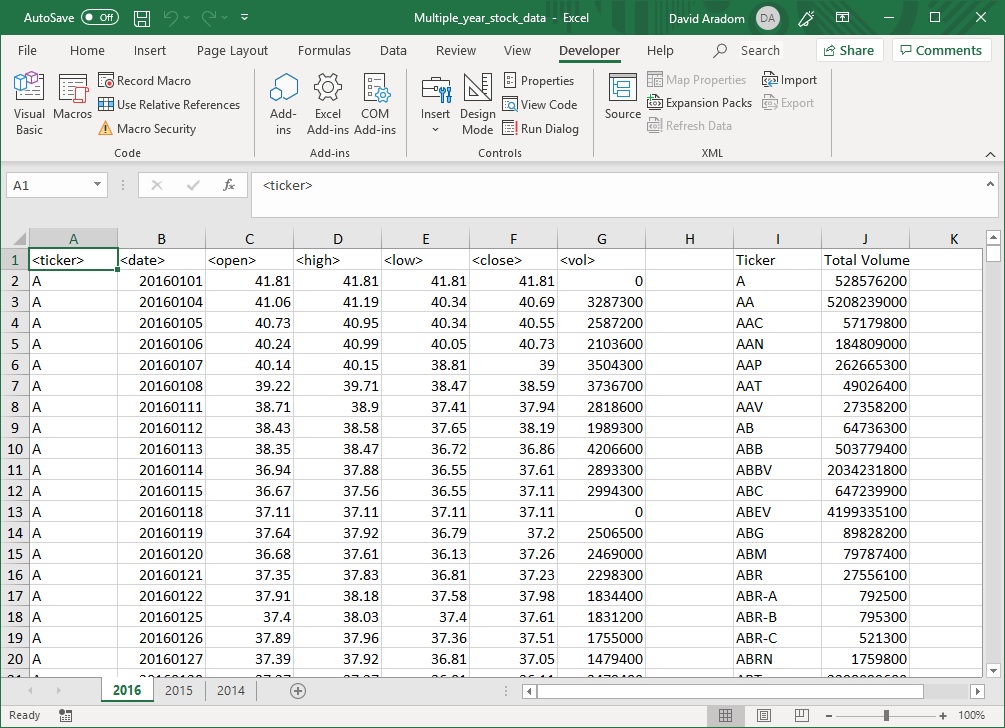 AutoSave Off Multiple_year_stock_data - Excel David Aradom DA
File Home Insert Page Layout Formulas Data Review View Developer Help Search Share Comments
Visual Basic
Macros
Record Macro
Use Relative References
Macro Security
Code
Add-ins
Excel Add-ins
COM Add-ins
Add-ins
Insert
Design Mode
Properties
View Code
Run Dialog
Controls
Source
Map Properties
Expansion Packs
Refresh Data
Import
Export
XML
A1 fx <ticker>
A B C D E F G H I J K
1 <ticker> <date> <open> <high> <low> <close> <vol> Ticker Total Volume
2 A 20160101 41.81 41.81 41.81 41.81 0 A 528576200
3 A 20160104 41.06 41.19 40.34 40.69 3287300 AA 5208239000
4 A 20160105 40.73 40.95 40.34 40.55 2587200 AAC 57179800
5 A 20160106 40.24 40.99 40.05 40.73 2103600 AAN 184809000
6 A 20160107 40.14 40.15 38.81 39 3504300 AAP 262665300
7 A 20160108 39.22 39.71 38.47 38.59 3736700 AAT 49026400
8 A 20160111 38.71 38.9 37.41 37.94 2818600 AAV 27358200
9 A 20160112 38.43 38.58 37.65 38.19 1989300 AB 64736300
10 A 20160113 38.35 38.47 36.72 36.86 4206600 ABB 503779400
11 A 20160114 36.94 37.88 36.55 37.61 2893300 ABBV 2034231800
12 A 20160115 36.67 37.56 36.55 37.11 2994300 ABC 647239900
13 A 20160118 37.11 37.11 37.11 37.11 0 ABEV 4199335100
14 A 20160119 37.64 37.92 36.79 37.2 2506500 ABG 89828200
15 A 20160120 36.68 37.61 36.13 37.26 2469000 ABM 79787400
16 A 20160121 37.35 37.83 36.81 37.23 2298300 ABR 27556100
17 A 20160122 37.91 38.18 37.58 37.98 1834400 ABR-A 792500
18 A 20160125 37.4 38.03 37.4 37.61 1831200 ABR-B 795300
19 A 20160126 37.89 37.96 37.36 37.51 1755000 ABR-C 521300
20 A 20160127 37.39 37.92 36.81 37.05 1479400 ABRN 1759800
2016 2015 2014
Ready 100%